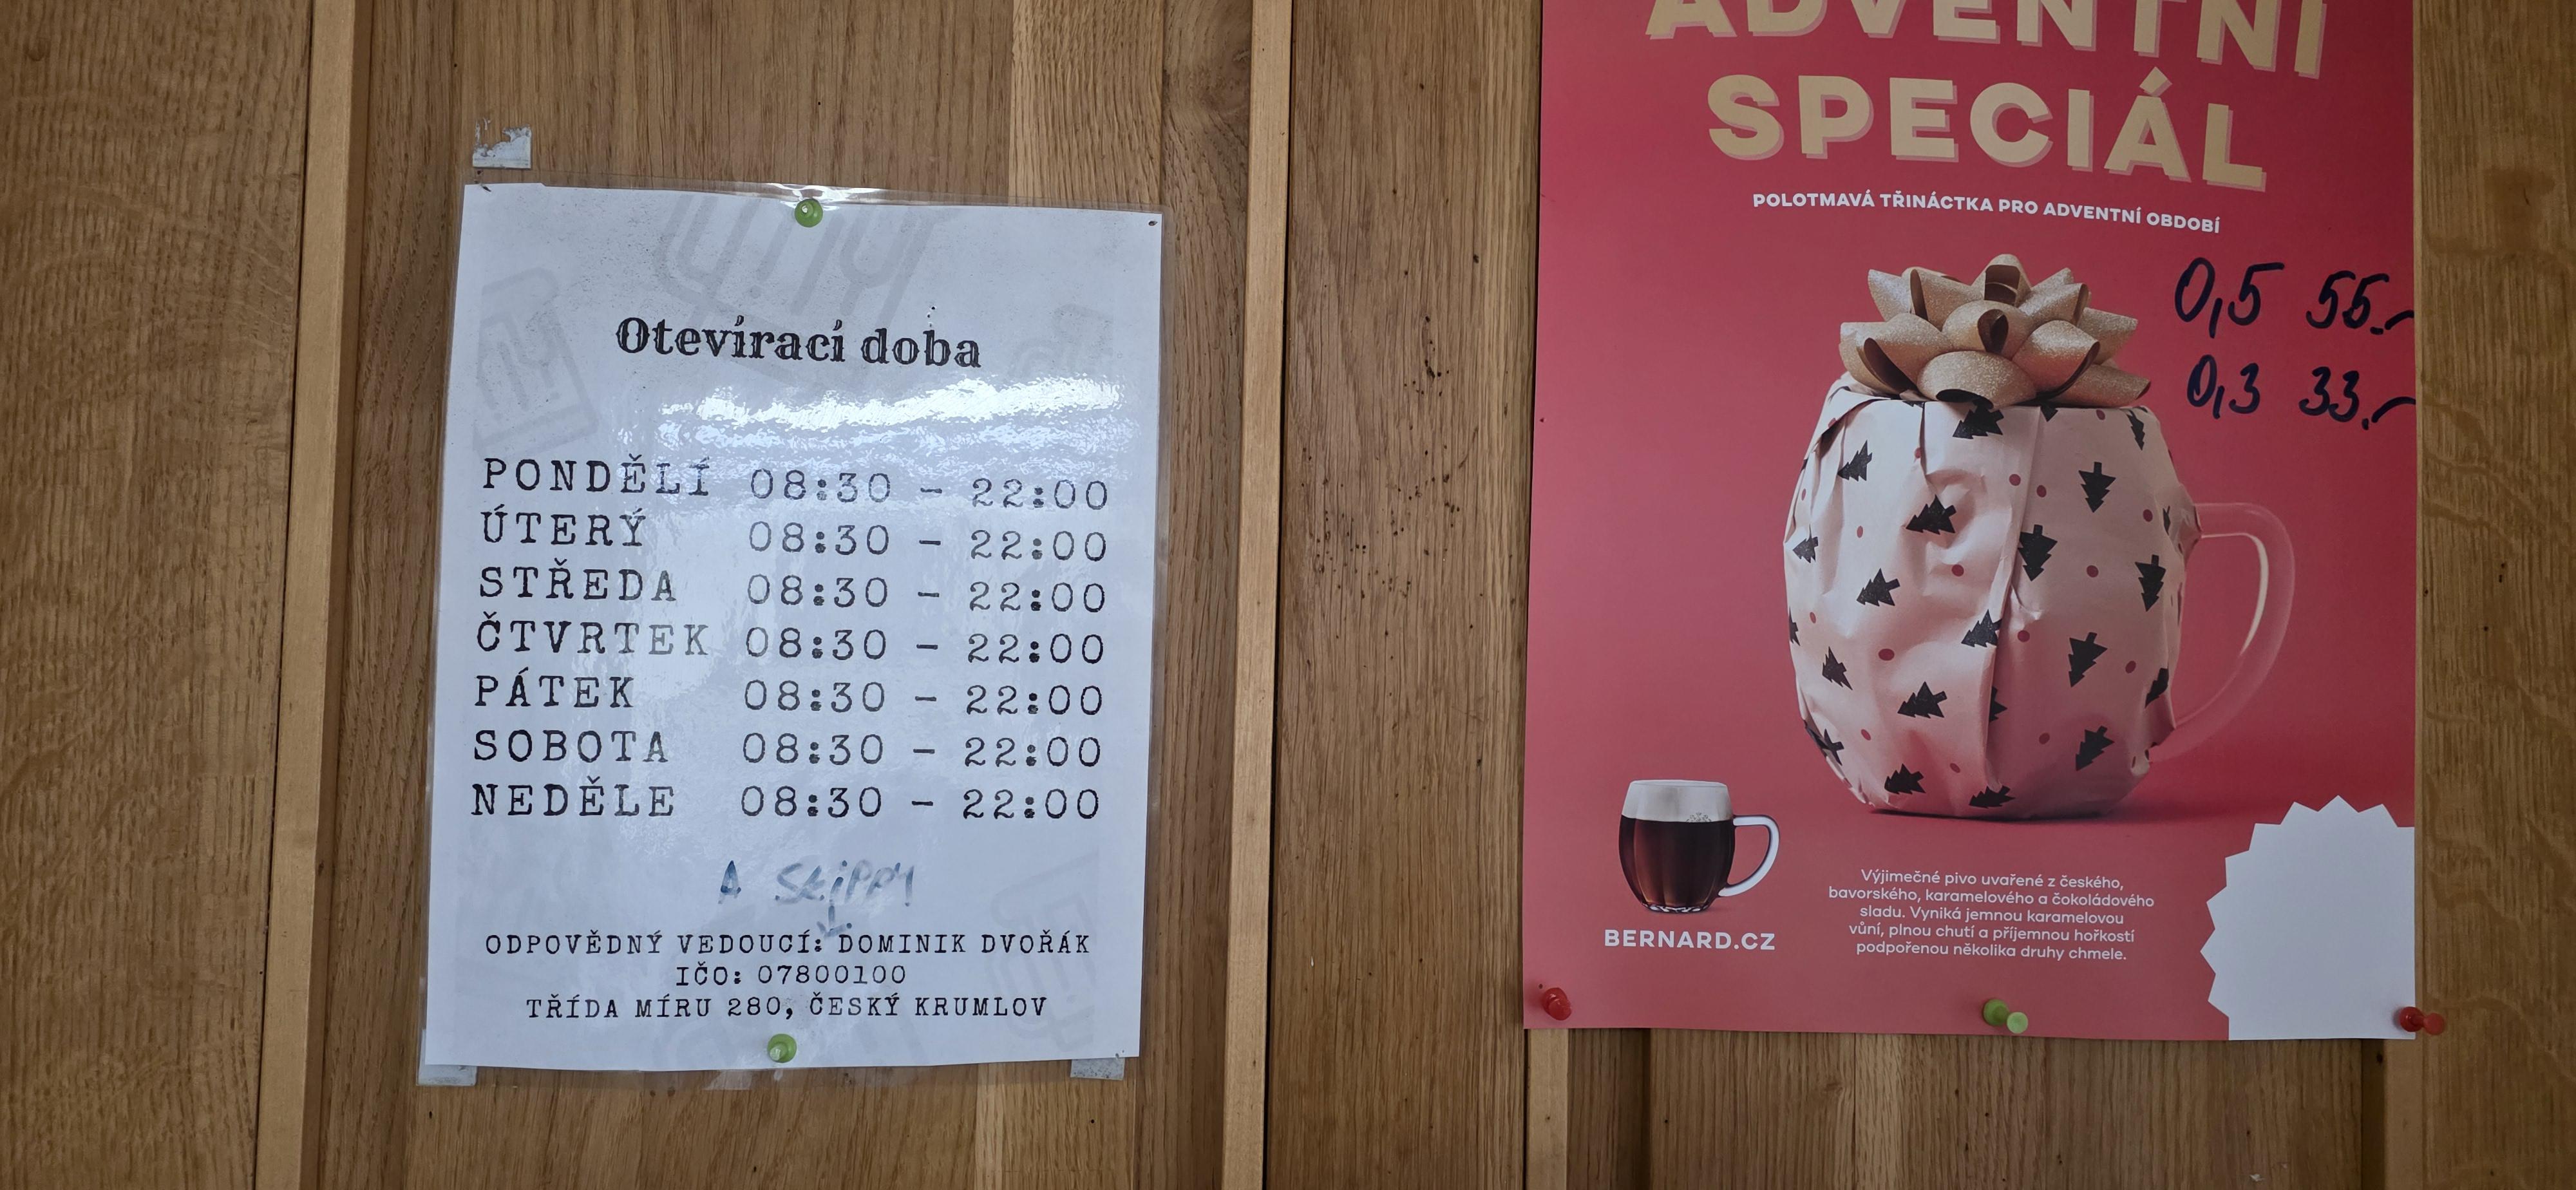 Otevírací doba
PONDĚLÍ 08:30 - 22:00
ÚTERÝ 08:30 - 22:00
STŘEDA 08:30 - 22:00
ČTVRTEK 08:30 - 22:00
PÁTEK 08:30 - 22:00
SOBOTA 08:30 - 22:00
NEDĚLE 08:30 - 22:00
A
ODPOVĚDNÝ VEDOUCÍ: DOMINIK DVOŘÁK
IČO: 07800100
TŘÍDA MÍRU 280, ČESKÝ KRUMLOV
ADVENTNÍ
SPECIÁL
POLOTMAVÁ TŘINÁCTKA PRO ADVENTNÍ OBDOBÍ
0,5 55.-
0,3 33.-
BERNARD.CZ
Výjimečné pivo uvařené z českého,
bavorského, karamelového a čokoládového
sladu. Vyniká jemnou karamelovou
vůní, plnou chutí a příjemnou hořkostí
podpořenou několika druhy chmele.